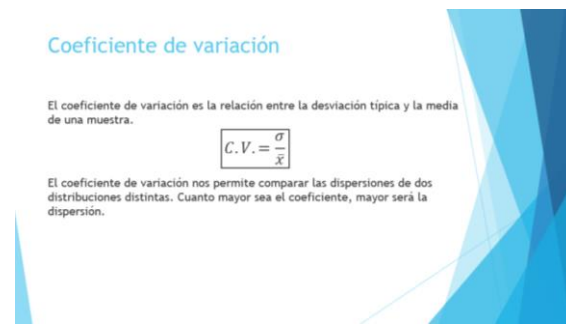 Coeficiente de variación
El coeficiente de variación es la relación entre la desviación típica y la media
de una muestra.
C.V.= σ/x̄
El coeficiente de variación nos permite comparar las dispersiones de dos
distribuciones distintas. Cuanto mayor sea el coeficiente, mayor será la
dispersión.